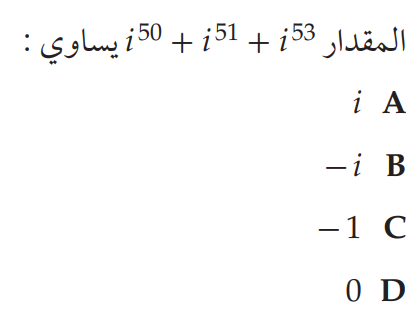 المقدار $i^{50} + i^{51} + i^{53}$ يساوي :
A $i$
B $-i$
C $-1$
D $0$